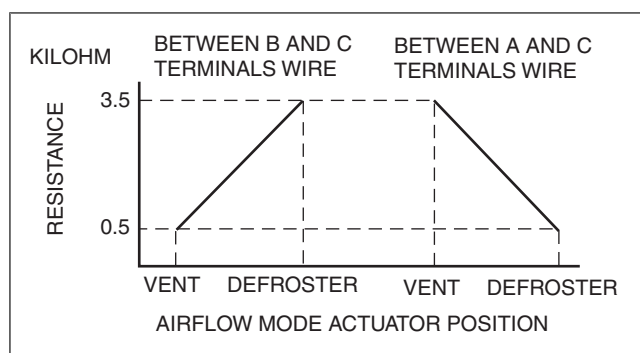 BETWEEN B AND C
TERMINALS WIRE
BETWEEN A AND C
TERMINALS WIRE
KILOHM
RESISTANCE
3.5
0.5
VENT DEFROSTER VENT DEFROSTER
AIRFLOW MODE ACTUATOR POSITION